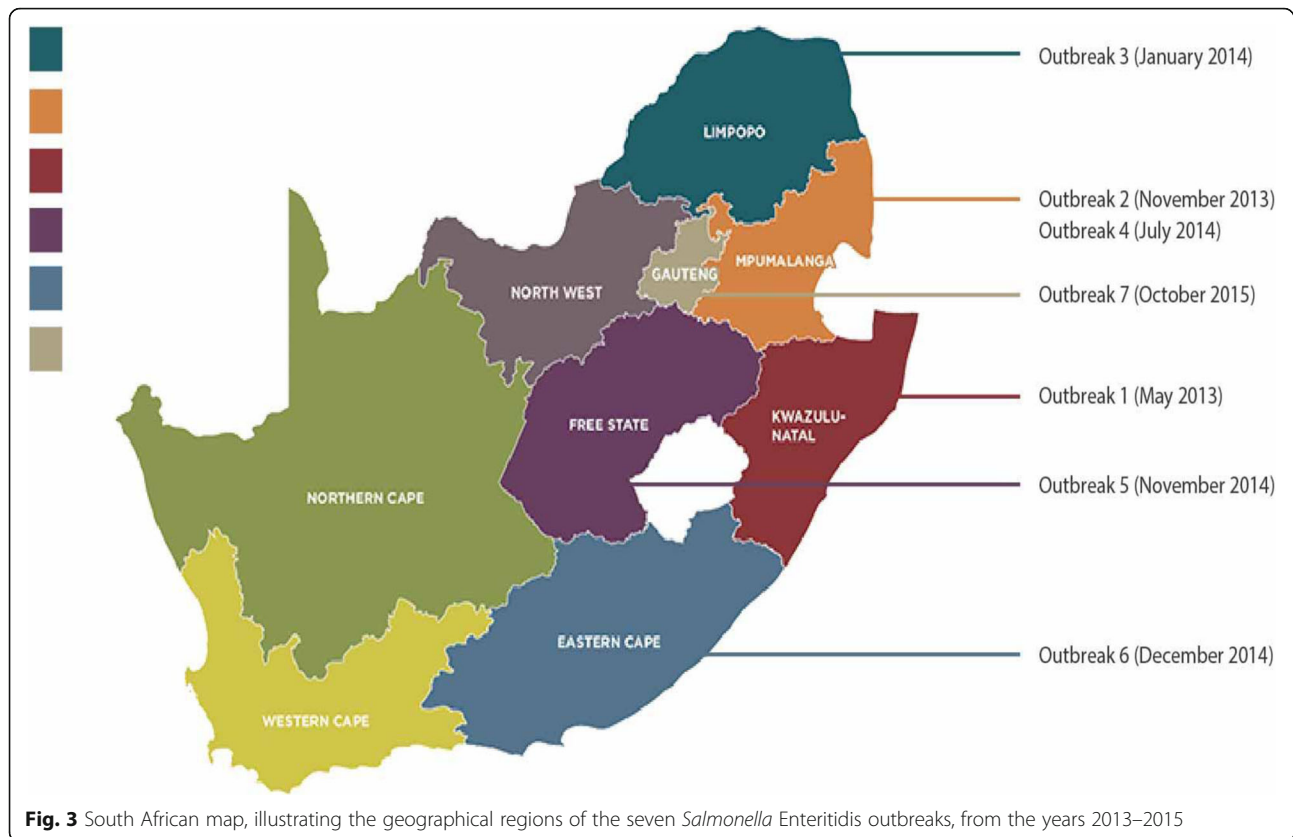 Outbreak 3 (January 2014)
LIMPOPO
Outbreak 2 (November 2013)
Outbreak 4 (July 2014)
MPUMALANGA
GAUTENG
NORTH WEST
Outbreak 7 (October 2015)
Outbreak 1 (May 2013)
KWAZULU-
NATAL
FREE STATE
Outbreak 5 (November 2014)
NORTHERN CAPE
EASTERN CAPE
Outbreak 6 (December 2014)
WESTERN CAPE
Fig. 3 South African map, illustrating the geographical regions of the seven Salmonella Enteritidis outbreaks, from the years 2013–2015